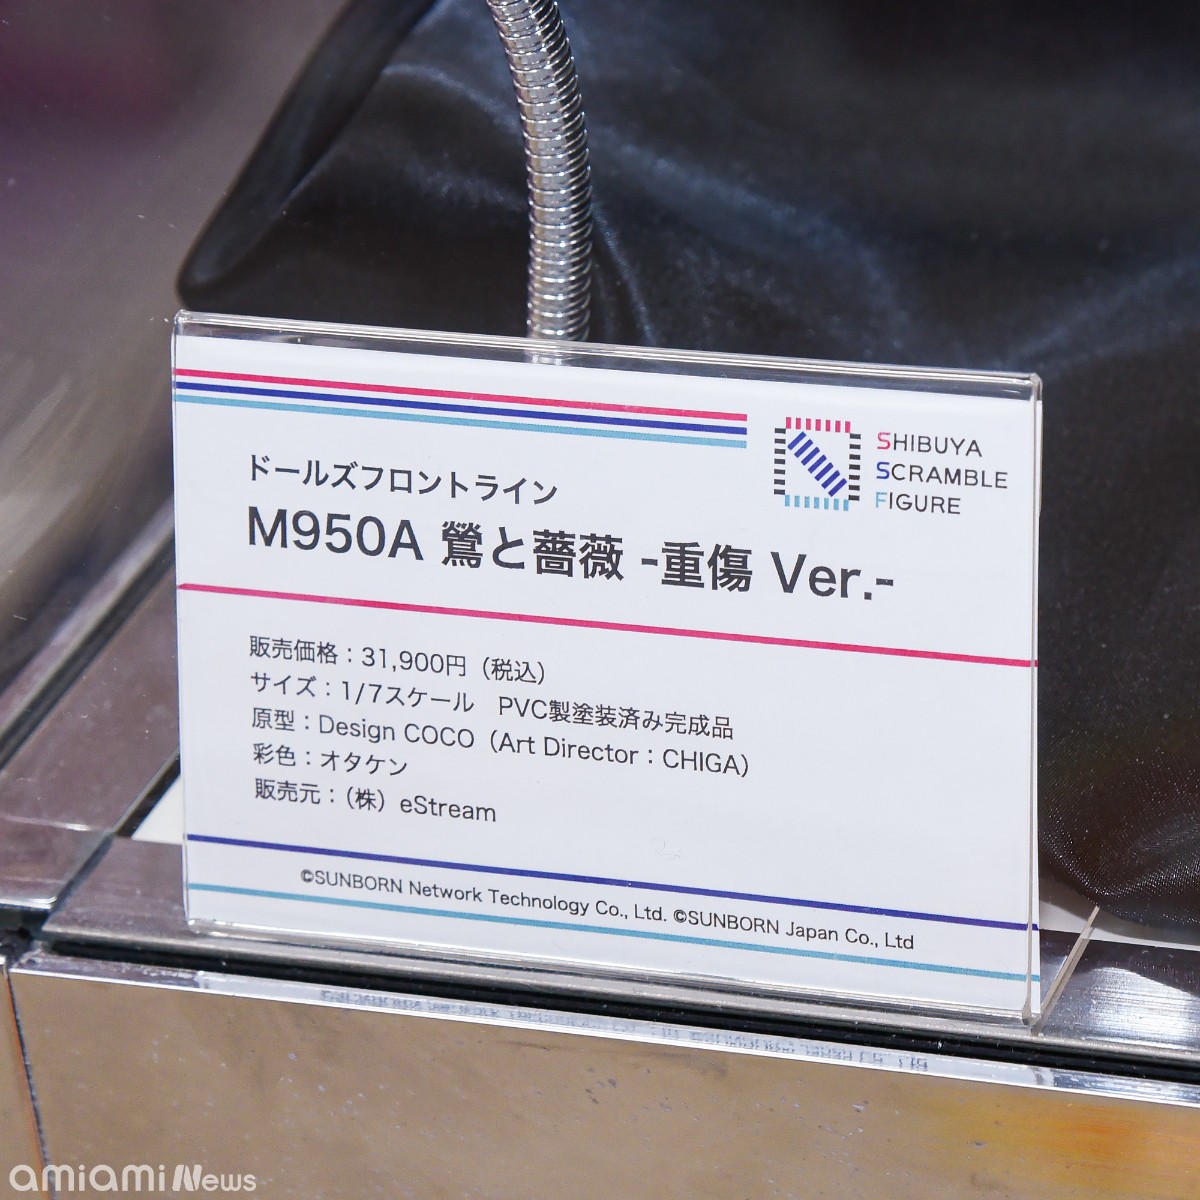 SHIBUYA
SCRAMBLE
FIGURE
ドールズフロントライン
M950A 鶯と薔薇 -重傷 Ver.-
販売価格：31,900円（税込）
サイズ：1/7スケール　PVC製塗装済み完成品
原型：Design COCO（Art Director：CHIGA）
彩色：オタケン
販売元：（株）eStream
©SUNBORN Network Technology Co., Ltd. ©SUNBORN Japan Co., Ltd
amiami News